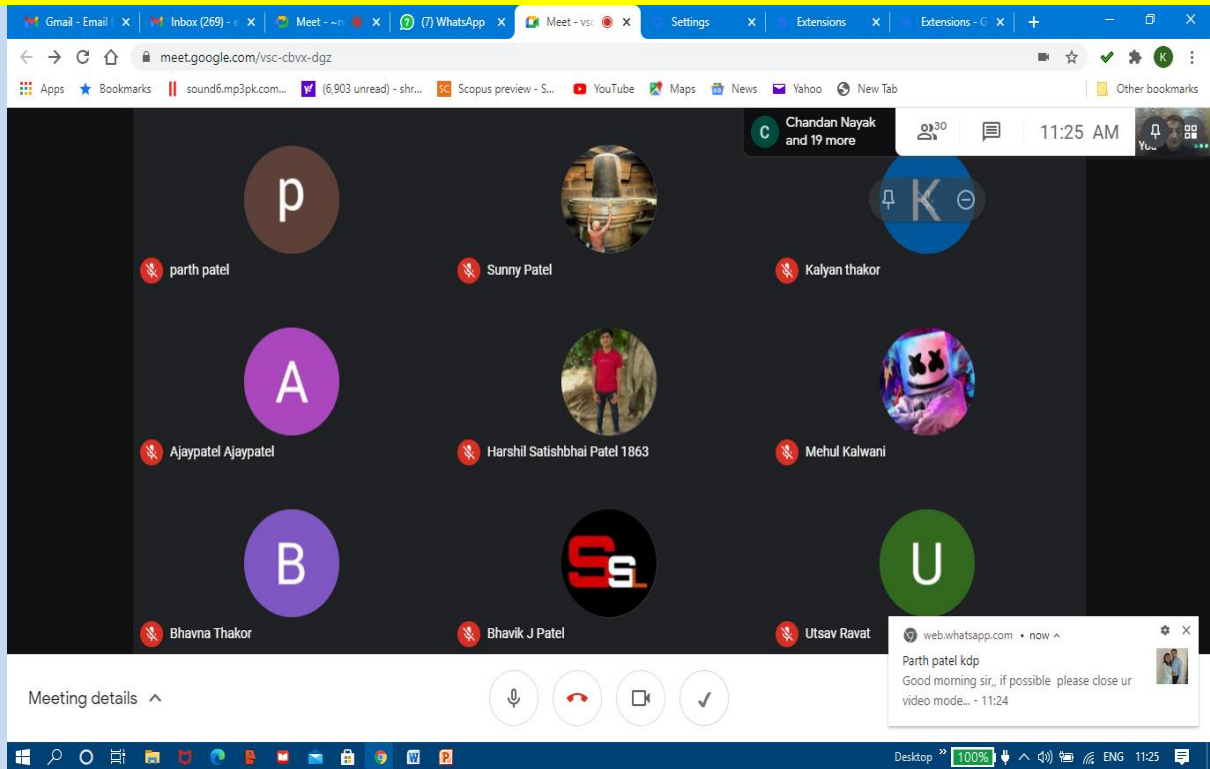 Gmail - Email f
Inbox (269) - e
Meet - ~n
(7) WhatsApp
Meet - vsc
Settings
Extensions
Extensions - G
meet.google.com/vsc-cbvx-dgz
K
Apps
Bookmarks
sound6.mp3pk.com...
(6,903 unread) - shr...
SC
Scopus preview - S...
YouTube
Maps
News
Yahoo
New Tab
Other bookmarks
C
Chandan Nayak
and 19 more
30
11:25 AM
You
p
parth patel
Sunny Patel
K
Kalyan thakor
A
Ajaypatel Ajaypatel
Harshil Satishbhai Patel 1863
Mehul Kalwani
B
Bhavna Thakor
SSL
Bhavik J Patel
U
Utsav Ravat
web.whatsapp.com • now
Parth patel kdp
Good morning sir,, if possible please close ur
video mode... - 11:24
Meeting details
Desktop
100%
ENG
11:25